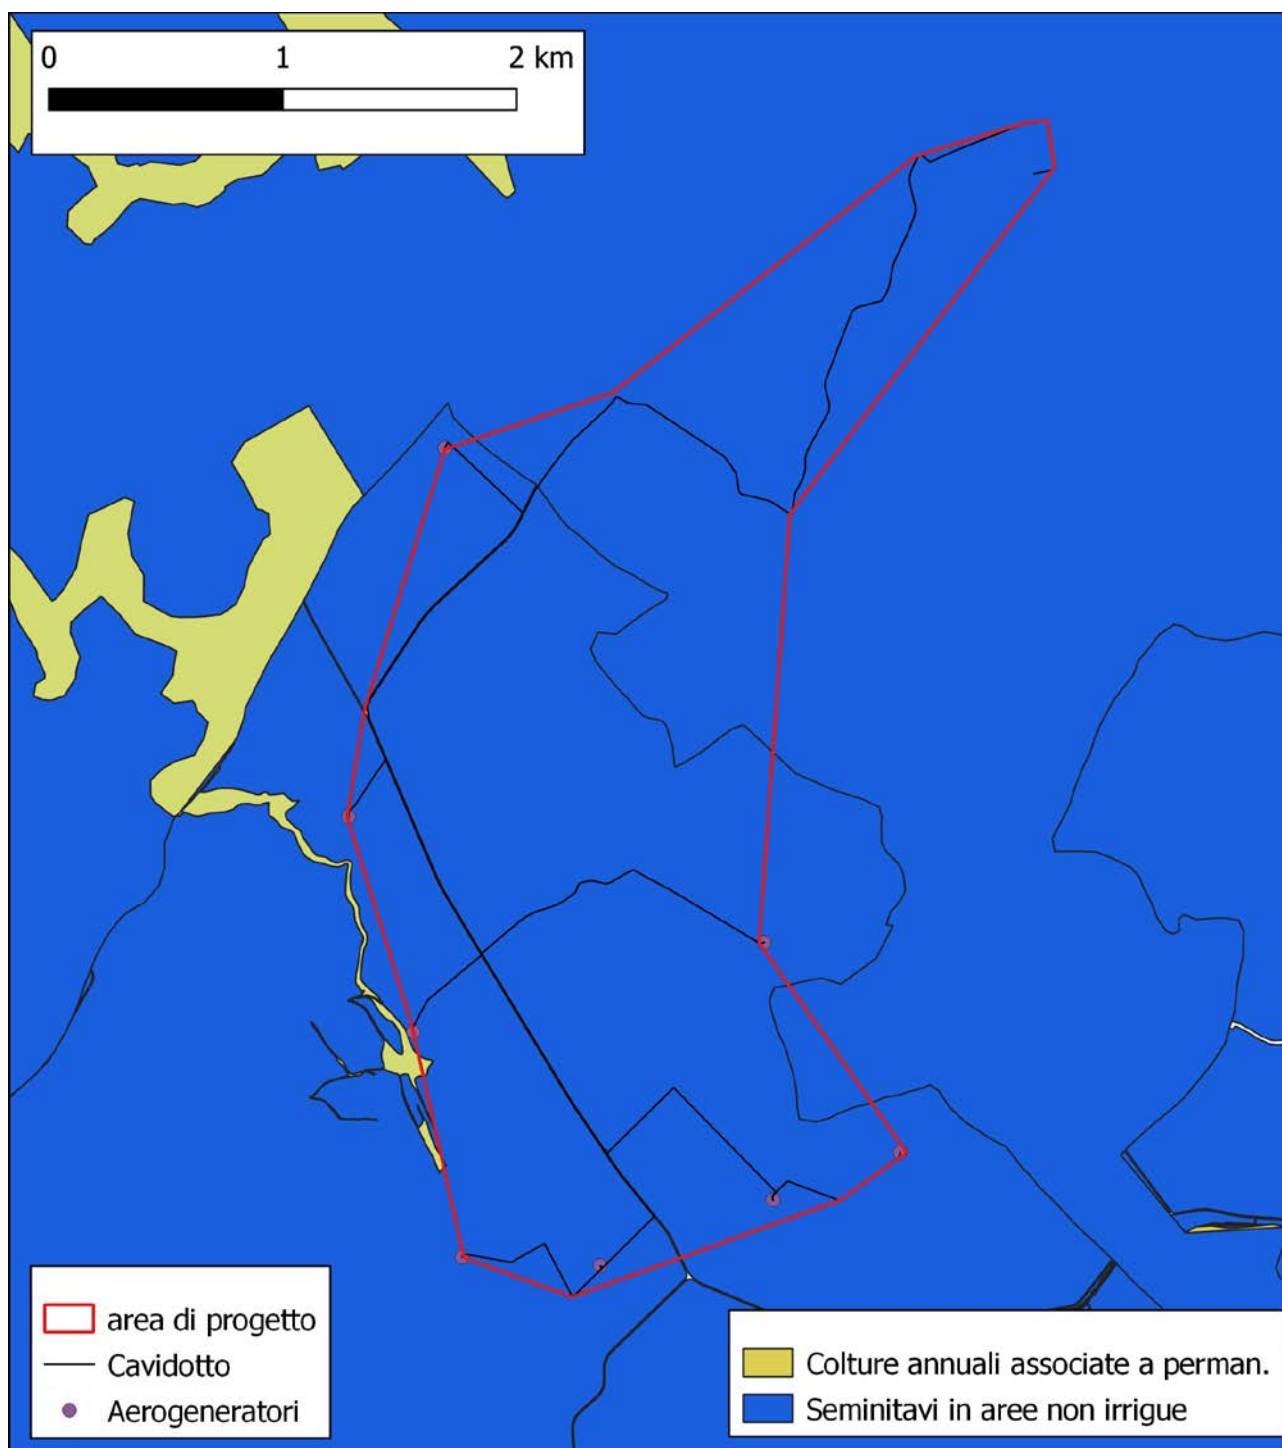 0 1 2 km
area di progetto
Cavidotto
Aerogeneratori
Colture annuali associate a perman.
Seminitavi in aree non irrigue